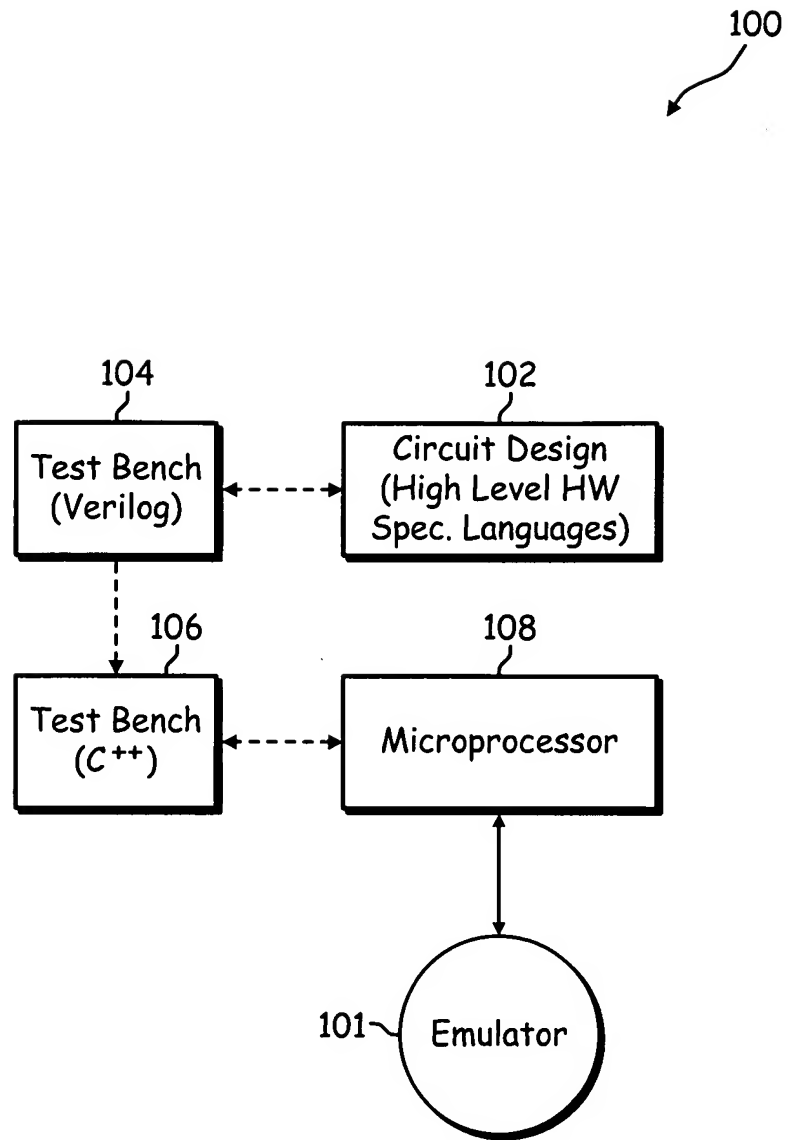 100
104
Test Bench
(Verilog)
102
Circuit Design
(High Level HW
Spec. Languages)
106
Test Bench
(C++)
108
Microprocessor
101
Emulator